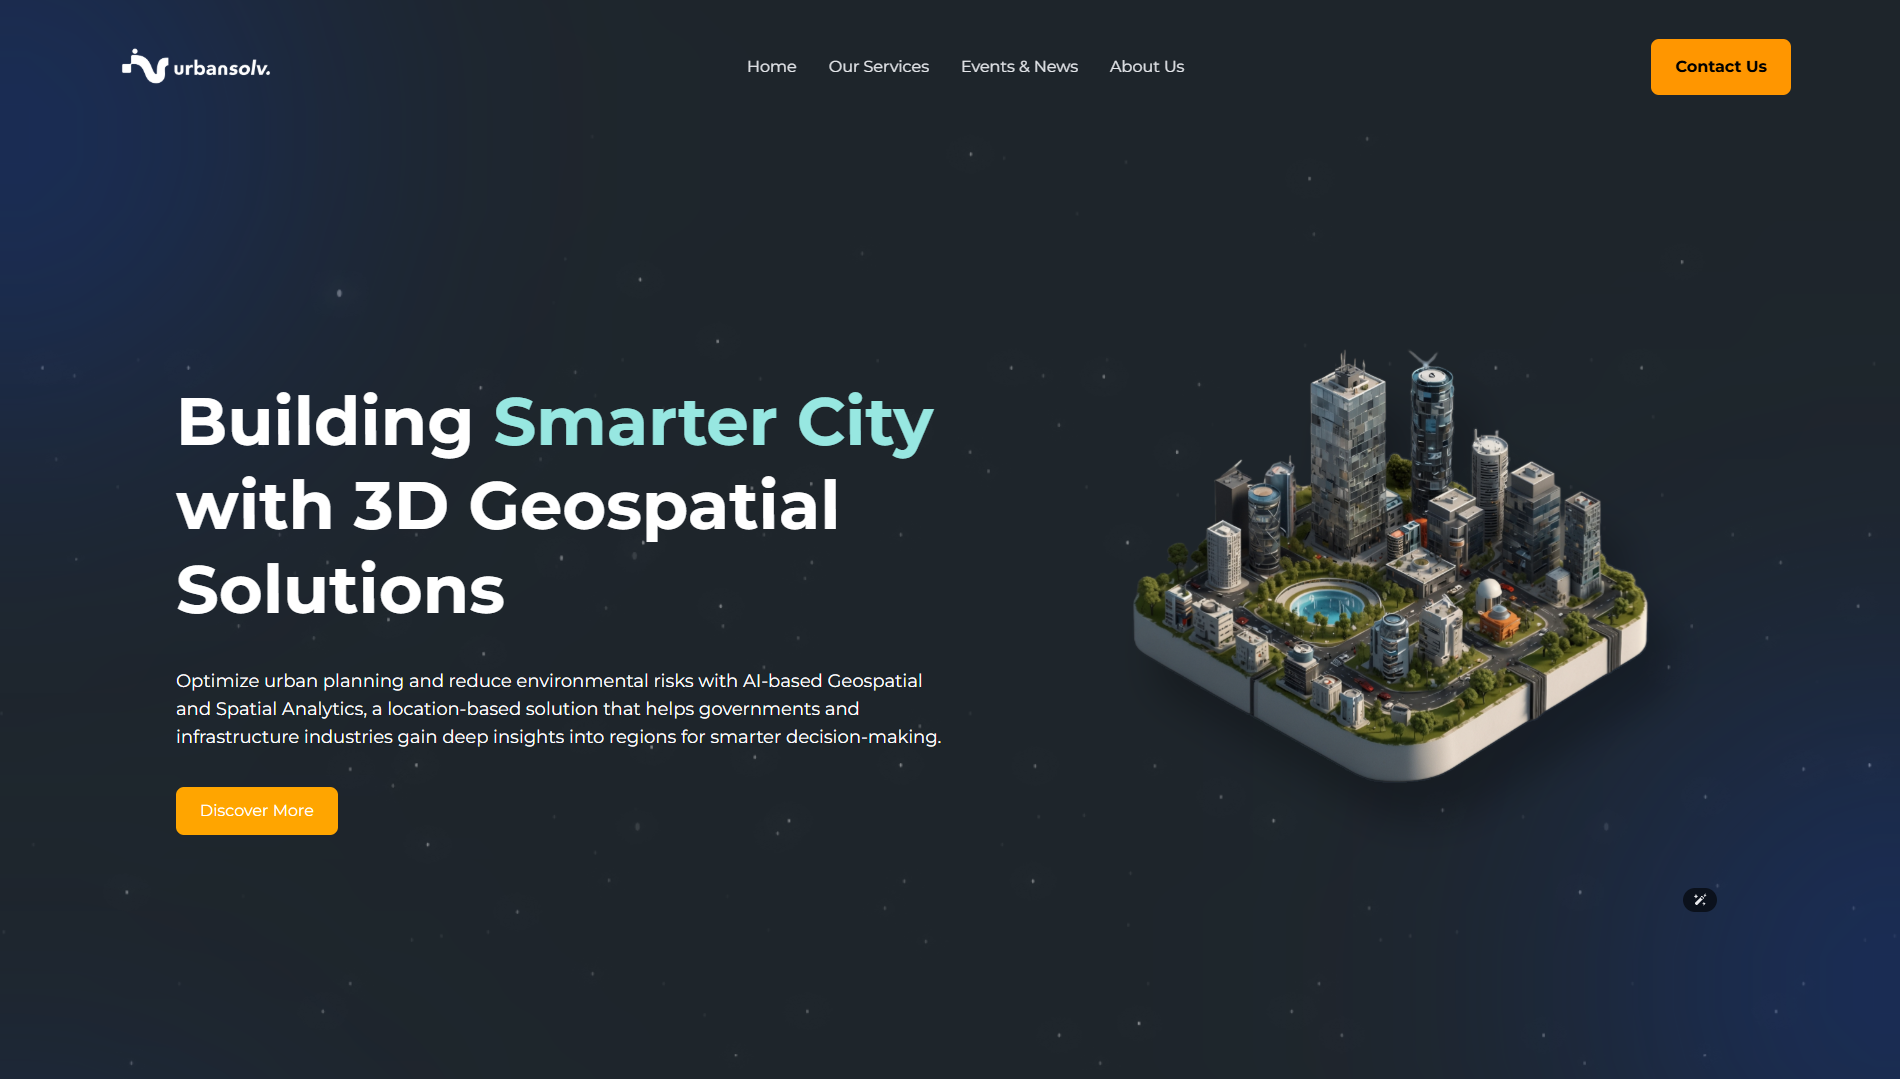 urbansolv.
Home
Our Services
Events & News
About Us
Contact Us
Building Smarter City
with 3D Geospatial
Solutions
Optimize urban planning and reduce environmental risks with AI-based Geospatial
and Spatial Analytics, a location-based solution that helps governments and
infrastructure industries gain deep insights into regions for smarter decision-making.
Discover More